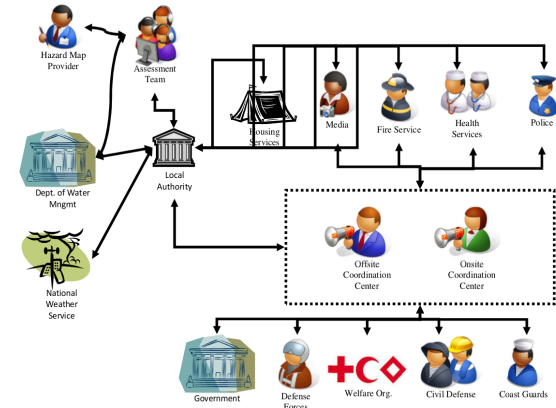 Hazard Map
Provider
Assessment
Team
Housing
Services
Media
Fire Service
Health
Services
Police
Local
Authority
Dept. of Water
Mngmt
National
Weather
Service
Offsite
Coordination
Center
Onsite
Coordination
Center
Government
Defense
Forces
Welfare Org.
Civil Defense
Coast Guards